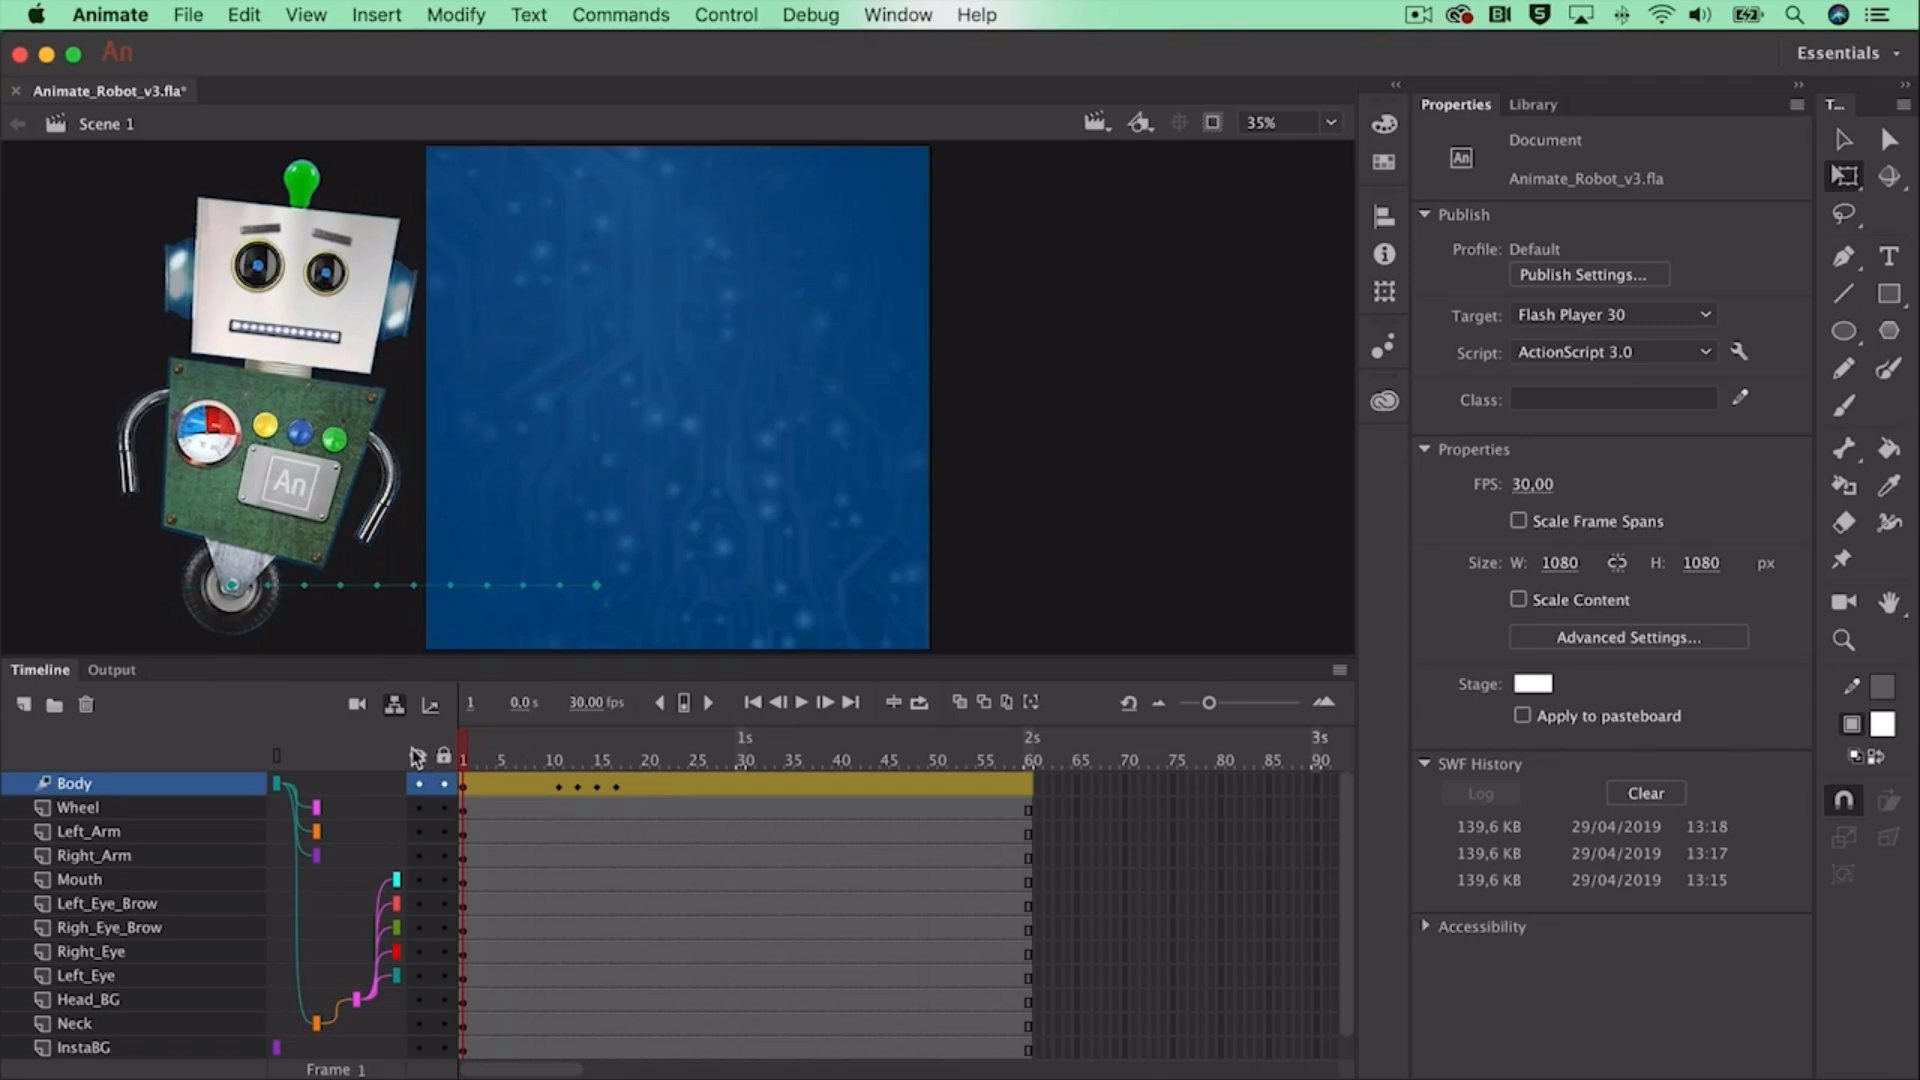 Animate File Edit View Insert Modify Text Commands Control Debug Window Help
An Essentials
Animate_Robot_v3.fla*
Scene 1 35%
An
Properties Library T...
Document
An
Animate_Robot_v3.fla
Publish
Profile: Default
Publish Settings...
Target: Flash Player 30
Script: ActionScript 3.0
Class:
Properties
FPS: 30,00
Scale Frame Spans
Size: W: 1080 H: 1080 px
Scale Content
Advanced Settings...
Stage:
Apply to pasteboard
SWF History
Log Clear
139,6 KB 29/04/2019 13:18
139,6 KB 29/04/2019 13:17
139,6 KB 29/04/2019 13:15
Accessibility
Timeline Output
1 0.0 s 30.00 fps
1s 2s 3s
1 5 10 15 20 25 30 35 40 45 50 55 60 65 70 75 80 85 90
Body
Wheel
Left_Arm
Right_Arm
Mouth
Left_Eye_Brow
Righ_Eye_Brow
Right_Eye
Left_Eye
Head_BG
Neck
InstaBG
Frame 1